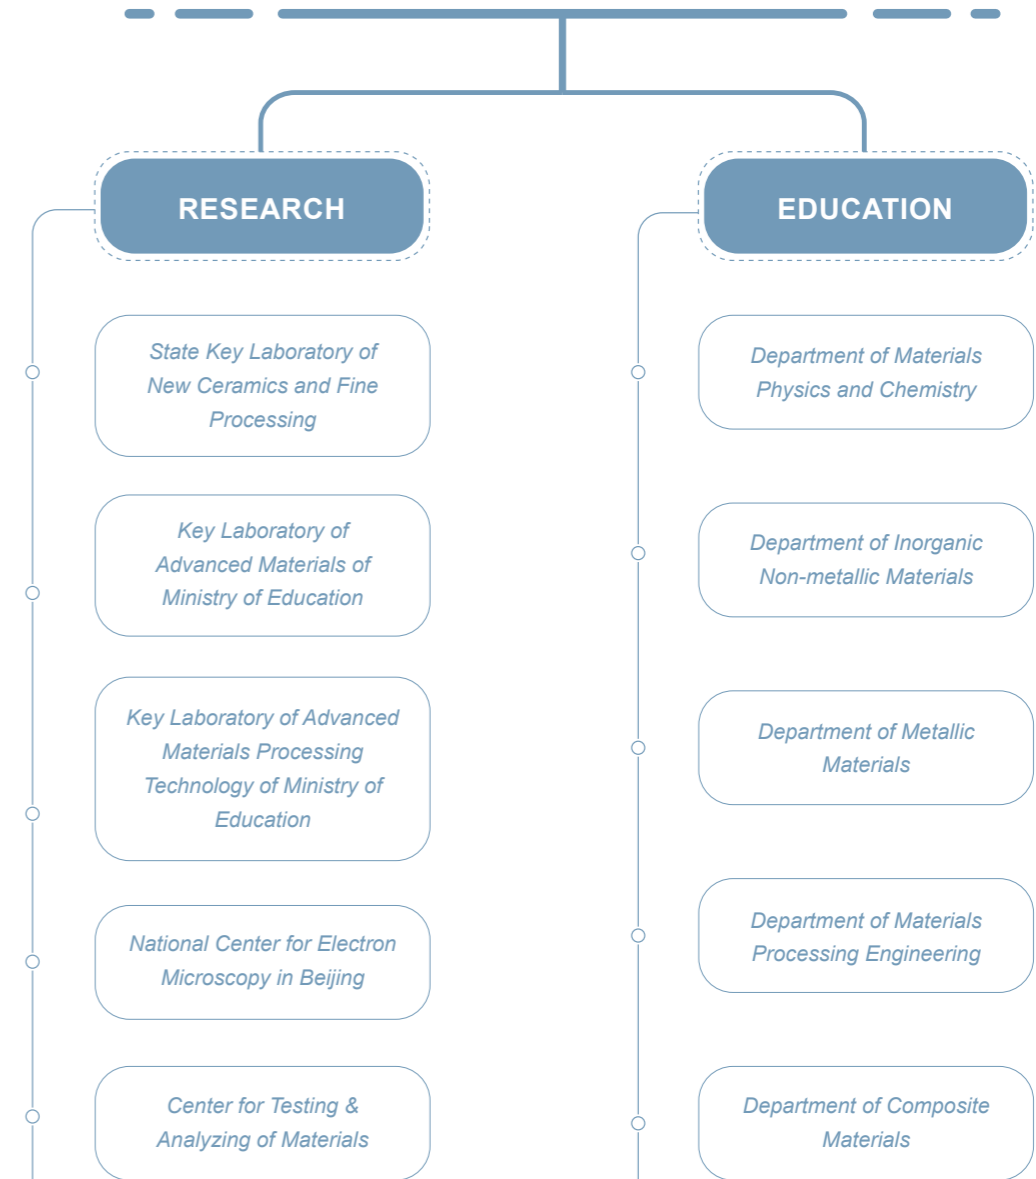 RESEARCH
State Key Laboratory of
New Ceramics and Fine
Processing
Key Laboratory of
Advanced Materials of
Ministry of Education
Key Laboratory of Advanced
Materials Processing
Technology of Ministry of
Education
National Center for Electron
Microscopy in Beijing
Center for Testing &
Analyzing of Materials
EDUCATION
Department of Materials
Physics and Chemistry
Department of Inorganic
Non-metallic Materials
Department of Metallic
Materials
Department of Materials
Processing Engineering
Department of Composite
Materials